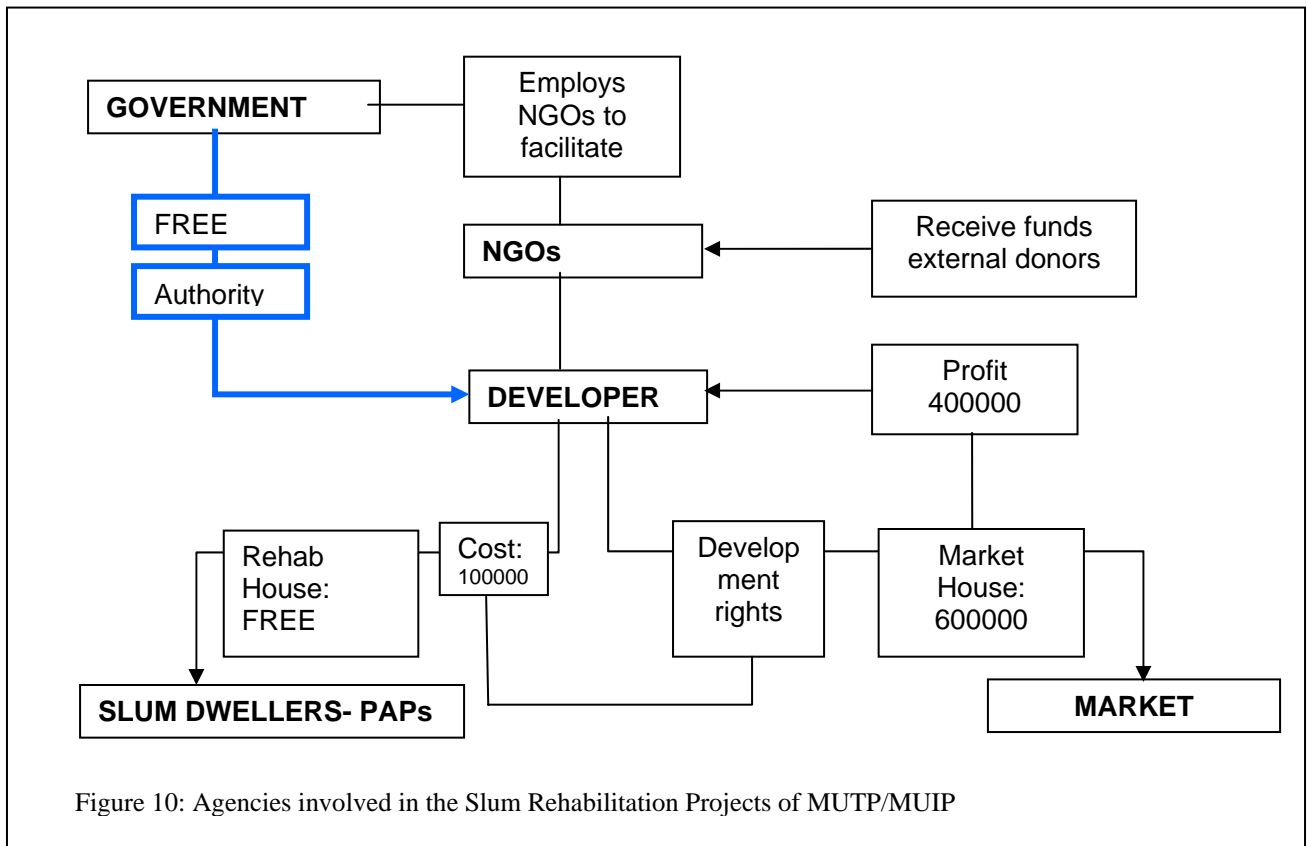 GOVERNMENT
Employs
NGOs to
facilitate
FREE
Authority
NGOs
Receive funds
external donors
DEVELOPER
Profit
400000
Rehab
House:
FREE
Cost:
100000
Develop
ment
rights
Market
House:
600000
SLUM DWELLERS- PAPs
MARKET
Figure 10: Agencies involved in the Slum Rehabilitation Projects of MUTP/MUIP